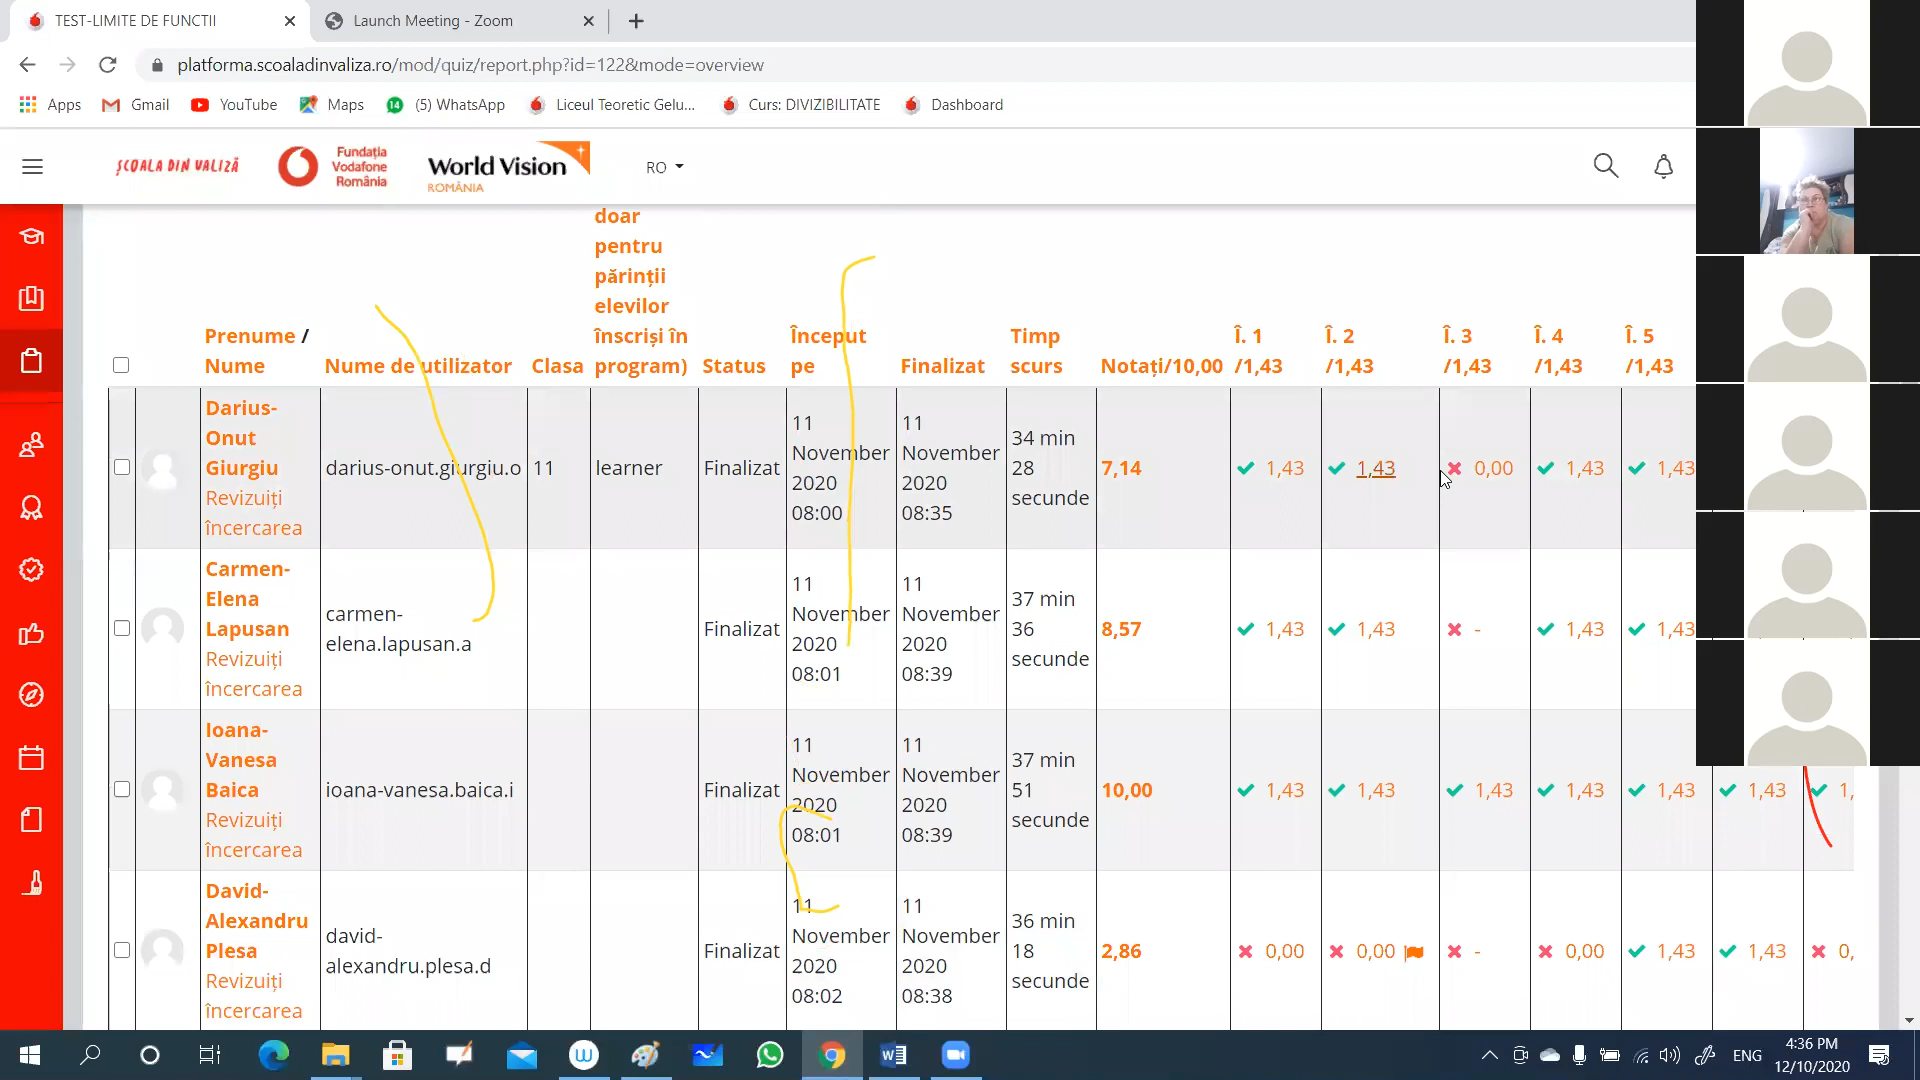 TEST-LIMITE DE FUNCTII
Launch Meeting - Zoom
platforma.scoaladinvaliza.ro/mod/quiz/report.php?id=122&mode=overview
Apps
Gmail
YouTube
Maps
14
(5) WhatsApp
Liceul Teoretic Gelu...
Curs: DIVIZIBILITATE
Dashboard
ȘCOALA DIN VALIZĂ
Fundația
Vodafone
România
World Vision
ROMÂNIA
RO
doar
pentru
părinții
elevilor
înscriși în
program)
Prenume /
Nume
Nume de utilizator
Clasa
Status
Început
pe
Finalizat
Timp
scurs
Notați/10,00
Î. 1
/1,43
Î. 2
/1,43
Î. 3
/1,43
Î. 4
/1,43
Î. 5
/1,43
Darius-
Onut
Giurgiu
Revizuiți
încercarea
darius-onut.giurgiu.o
11
learner
Finalizat
11
November
2020
08:00
11
November
2020
08:35
34 min
28
secunde
7,14
1,43
1,43
0,00
1,43
1,43
Carmen-
Elena
Lapusan
Revizuiți
încercarea
carmen-
elena.lapusan.a
Finalizat
11
November
2020
08:01
11
November
2020
08:39
37 min
36
secunde
8,57
1,43
1,43
-
1,43
1,43
Ioana-
Vanesa
Baica
Revizuiți
încercarea
ioana-vanesa.baica.i
Finalizat
11
November
2020
08:01
11
November
2020
08:39
37 min
51
secunde
10,00
1,43
1,43
1,43
1,43
1,43
1,43
1,
David-
Alexandru
Plesa
Revizuiți
încercarea
david-
alexandru.plesa.d
Finalizat
11
November
2020
08:02
11
November
2020
08:38
36 min
18
secunde
2,86
0,00
0,00
-
0,00
1,43
1,43
0,
ENG
4:36 PM
12/10/2020